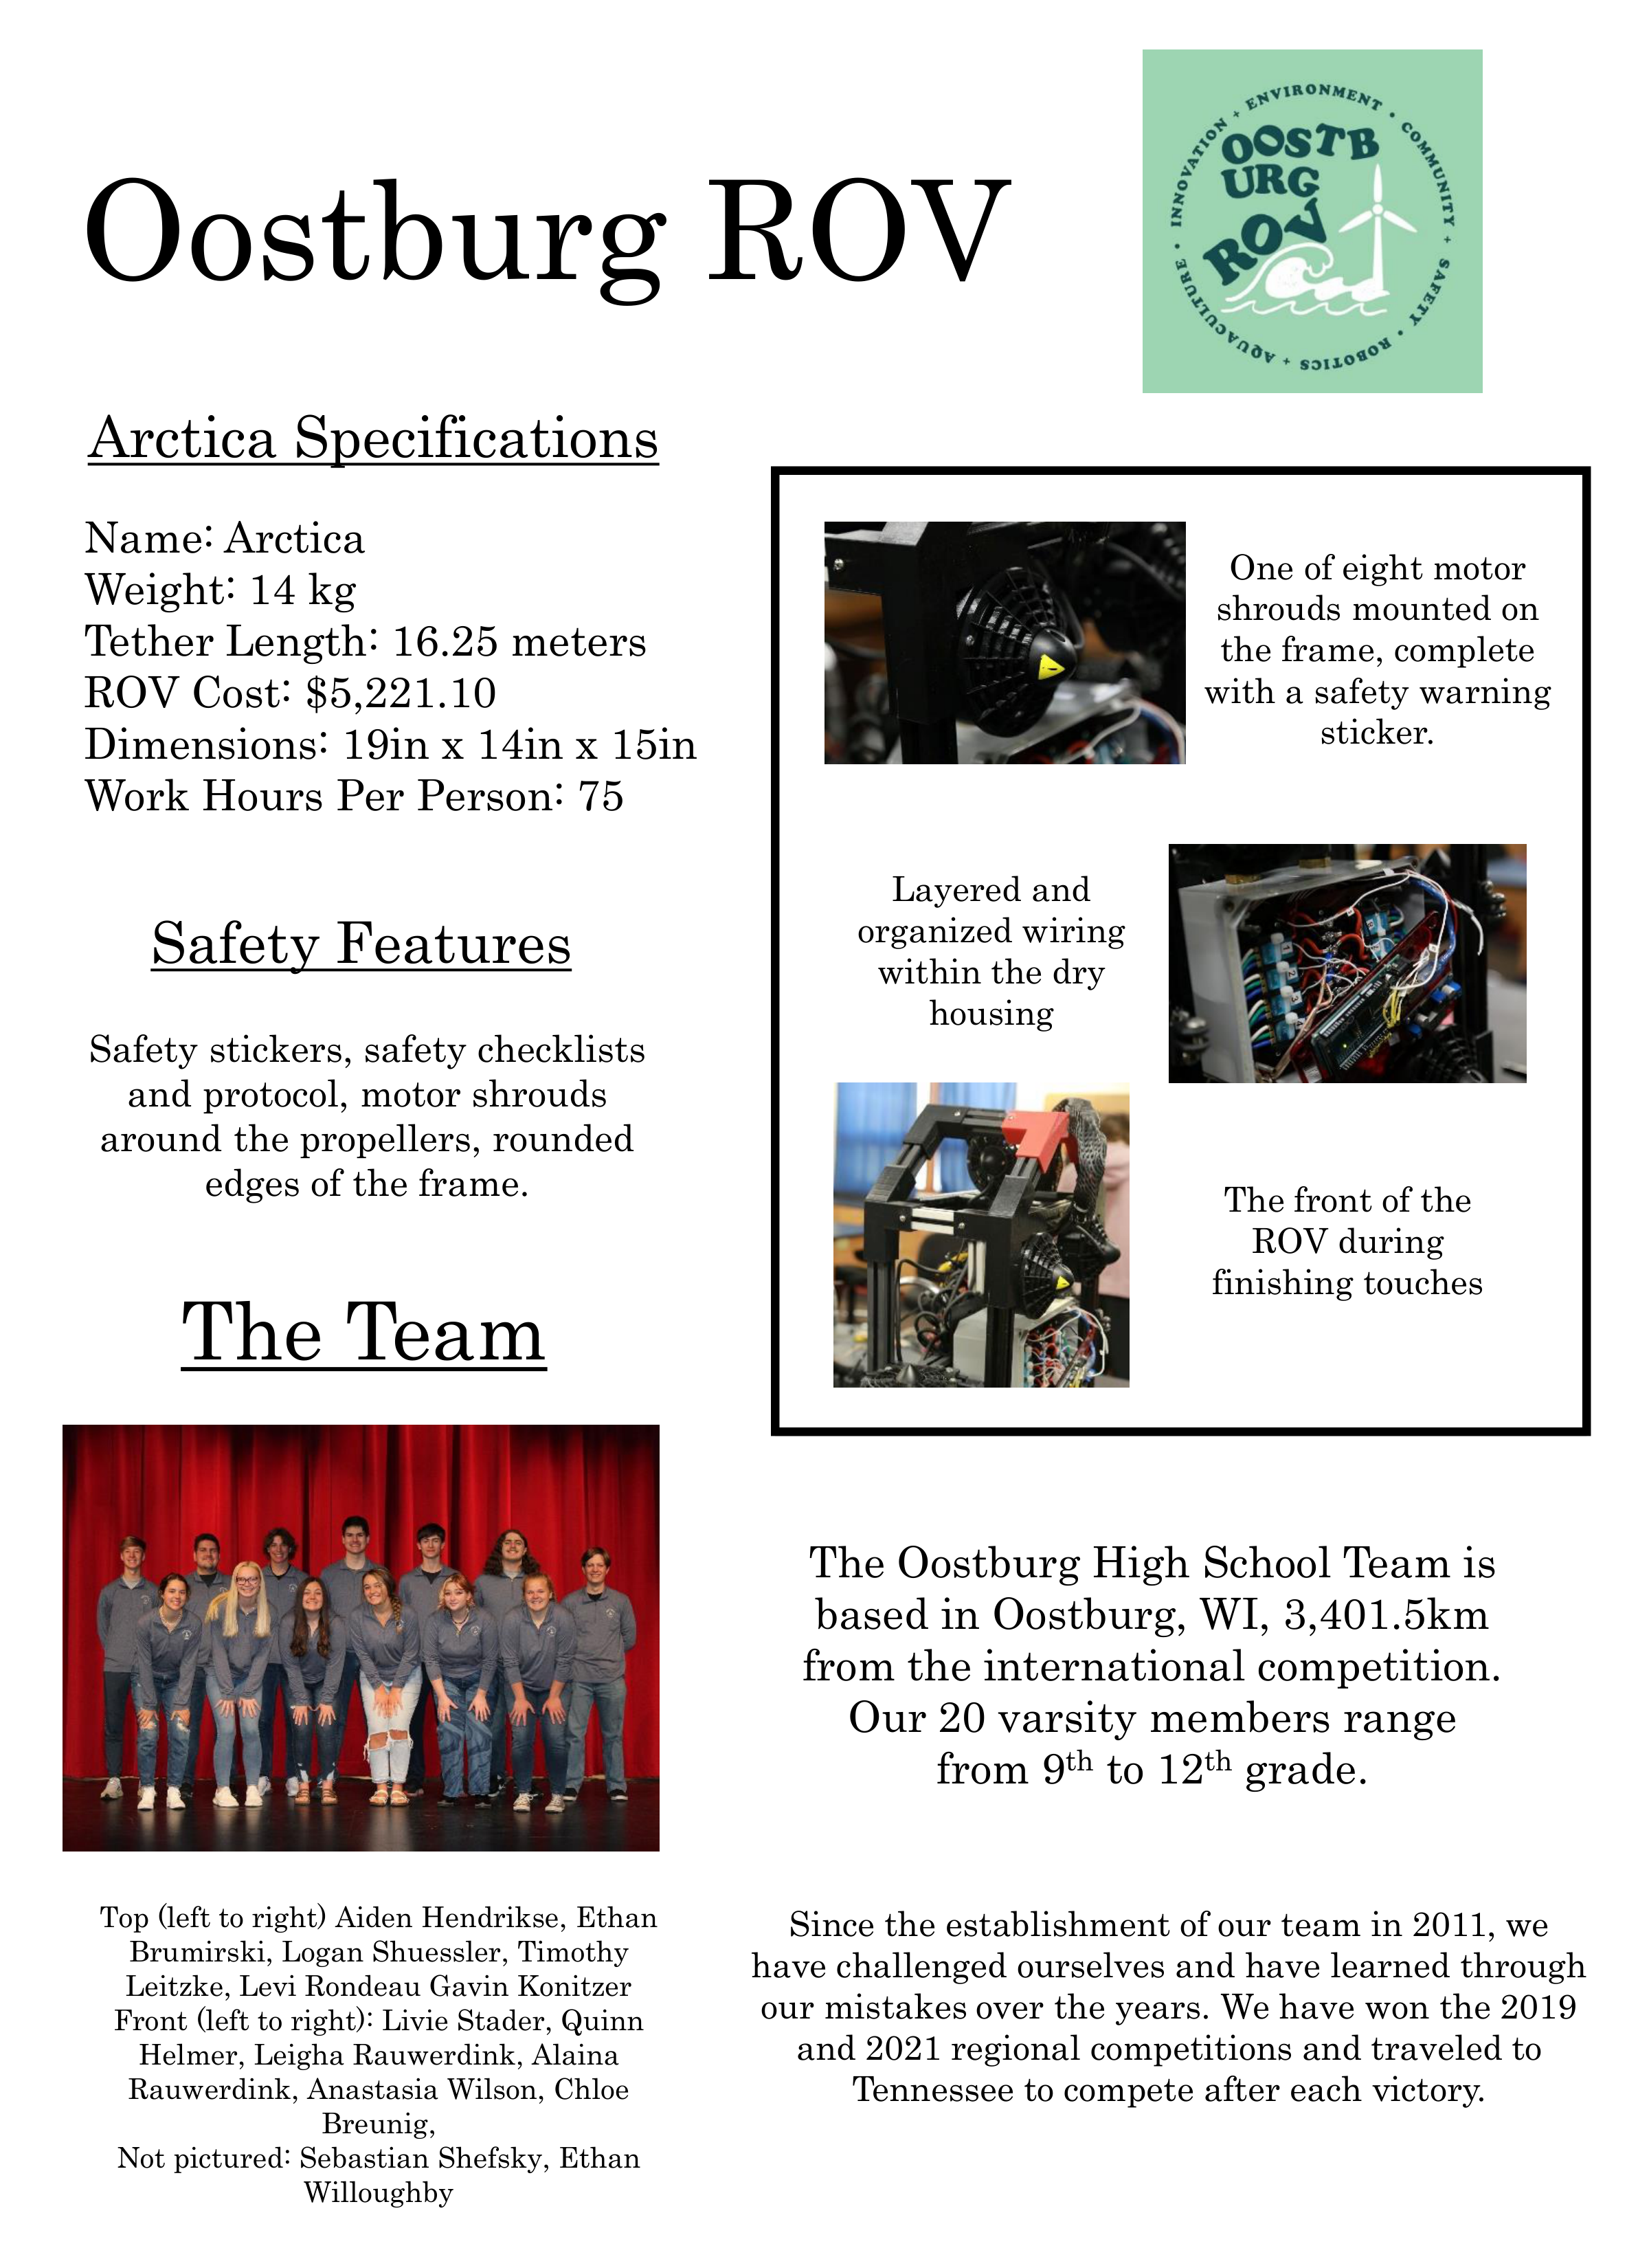 Oostburg ROV
INNOVATION + ENVIRONMENT • COMMUNITY + SAFETY • ROBOTICS + AQUACULTURE •
OOSTB
URG
ROV
Arctica Specifications
Name: Arctica
Weight: 14 kg
Tether Length: 16.25 meters
ROV Cost: $5,221.10
Dimensions: 19in x 14in x 15in
Work Hours Per Person: 75
Safety Features
Safety stickers, safety checklists
and protocol, motor shrouds
around the propellers, rounded
edges of the frame.
The Team
Top (left to right) Aiden Hendrikse, Ethan
Brumirski, Logan Shuessler, Timothy
Leitzke, Levi Rondeau Gavin Konitzer
Front (left to right): Livie Stader, Quinn
Helmer, Leigha Rauwerdink, Alaina
Rauwerdink, Anastasia Wilson, Chloe
Breunig,
Not pictured: Sebastian Shefsky, Ethan
Willoughby
One of eight motor
shrouds mounted on
the frame, complete
with a safety warning
sticker.
Layered and
organized wiring
within the dry
housing
The front of the
ROV during
finishing touches
The Oostburg High School Team is
based in Oostburg, WI, 3,401.5km
from the international competition.
Our 20 varsity members range
from 9th to 12th grade.
Since the establishment of our team in 2011, we
have challenged ourselves and have learned through
our mistakes over the years. We have won the 2019
and 2021 regional competitions and traveled to
Tennessee to compete after each victory.